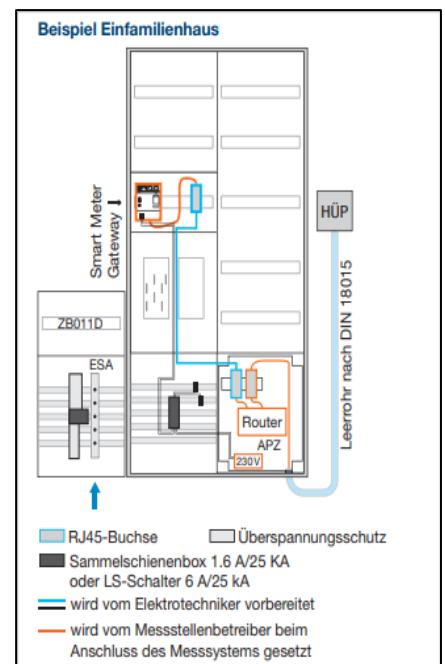 Beispiel Einfamilienhaus
Smart Meter
Gateway
HÜP
Leerrohr nach DIN 18015
ZB011D
ESA
Router
APZ
230V
RJ45-Buchse
Überspannungsschutz
Sammelschienenbox 1.6 A/25 KA
oder LS-Schalter 6 A/25 kA
wird vom Elektrotechniker vorbereitet
wird vom Messstellenbetreiber beim
Anschluss des Messsystems gesetzt